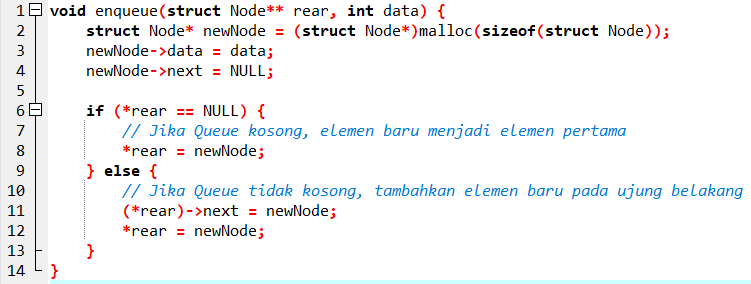 1 void enqueue(struct Node** rear, int data) {
2     struct Node* newNode = (struct Node*)malloc(sizeof(struct Node));
3     newNode->data = data;
4     newNode->next = NULL;
5
6     if (*rear == NULL) {
7         // Jika Queue kosong, elemen baru menjadi elemen pertama
8         *rear = newNode;
9     } else {
10         // Jika Queue tidak kosong, tambahkan elemen baru pada ujung belakang
11         (*rear)->next = newNode;
12         *rear = newNode;
13     }
14 }